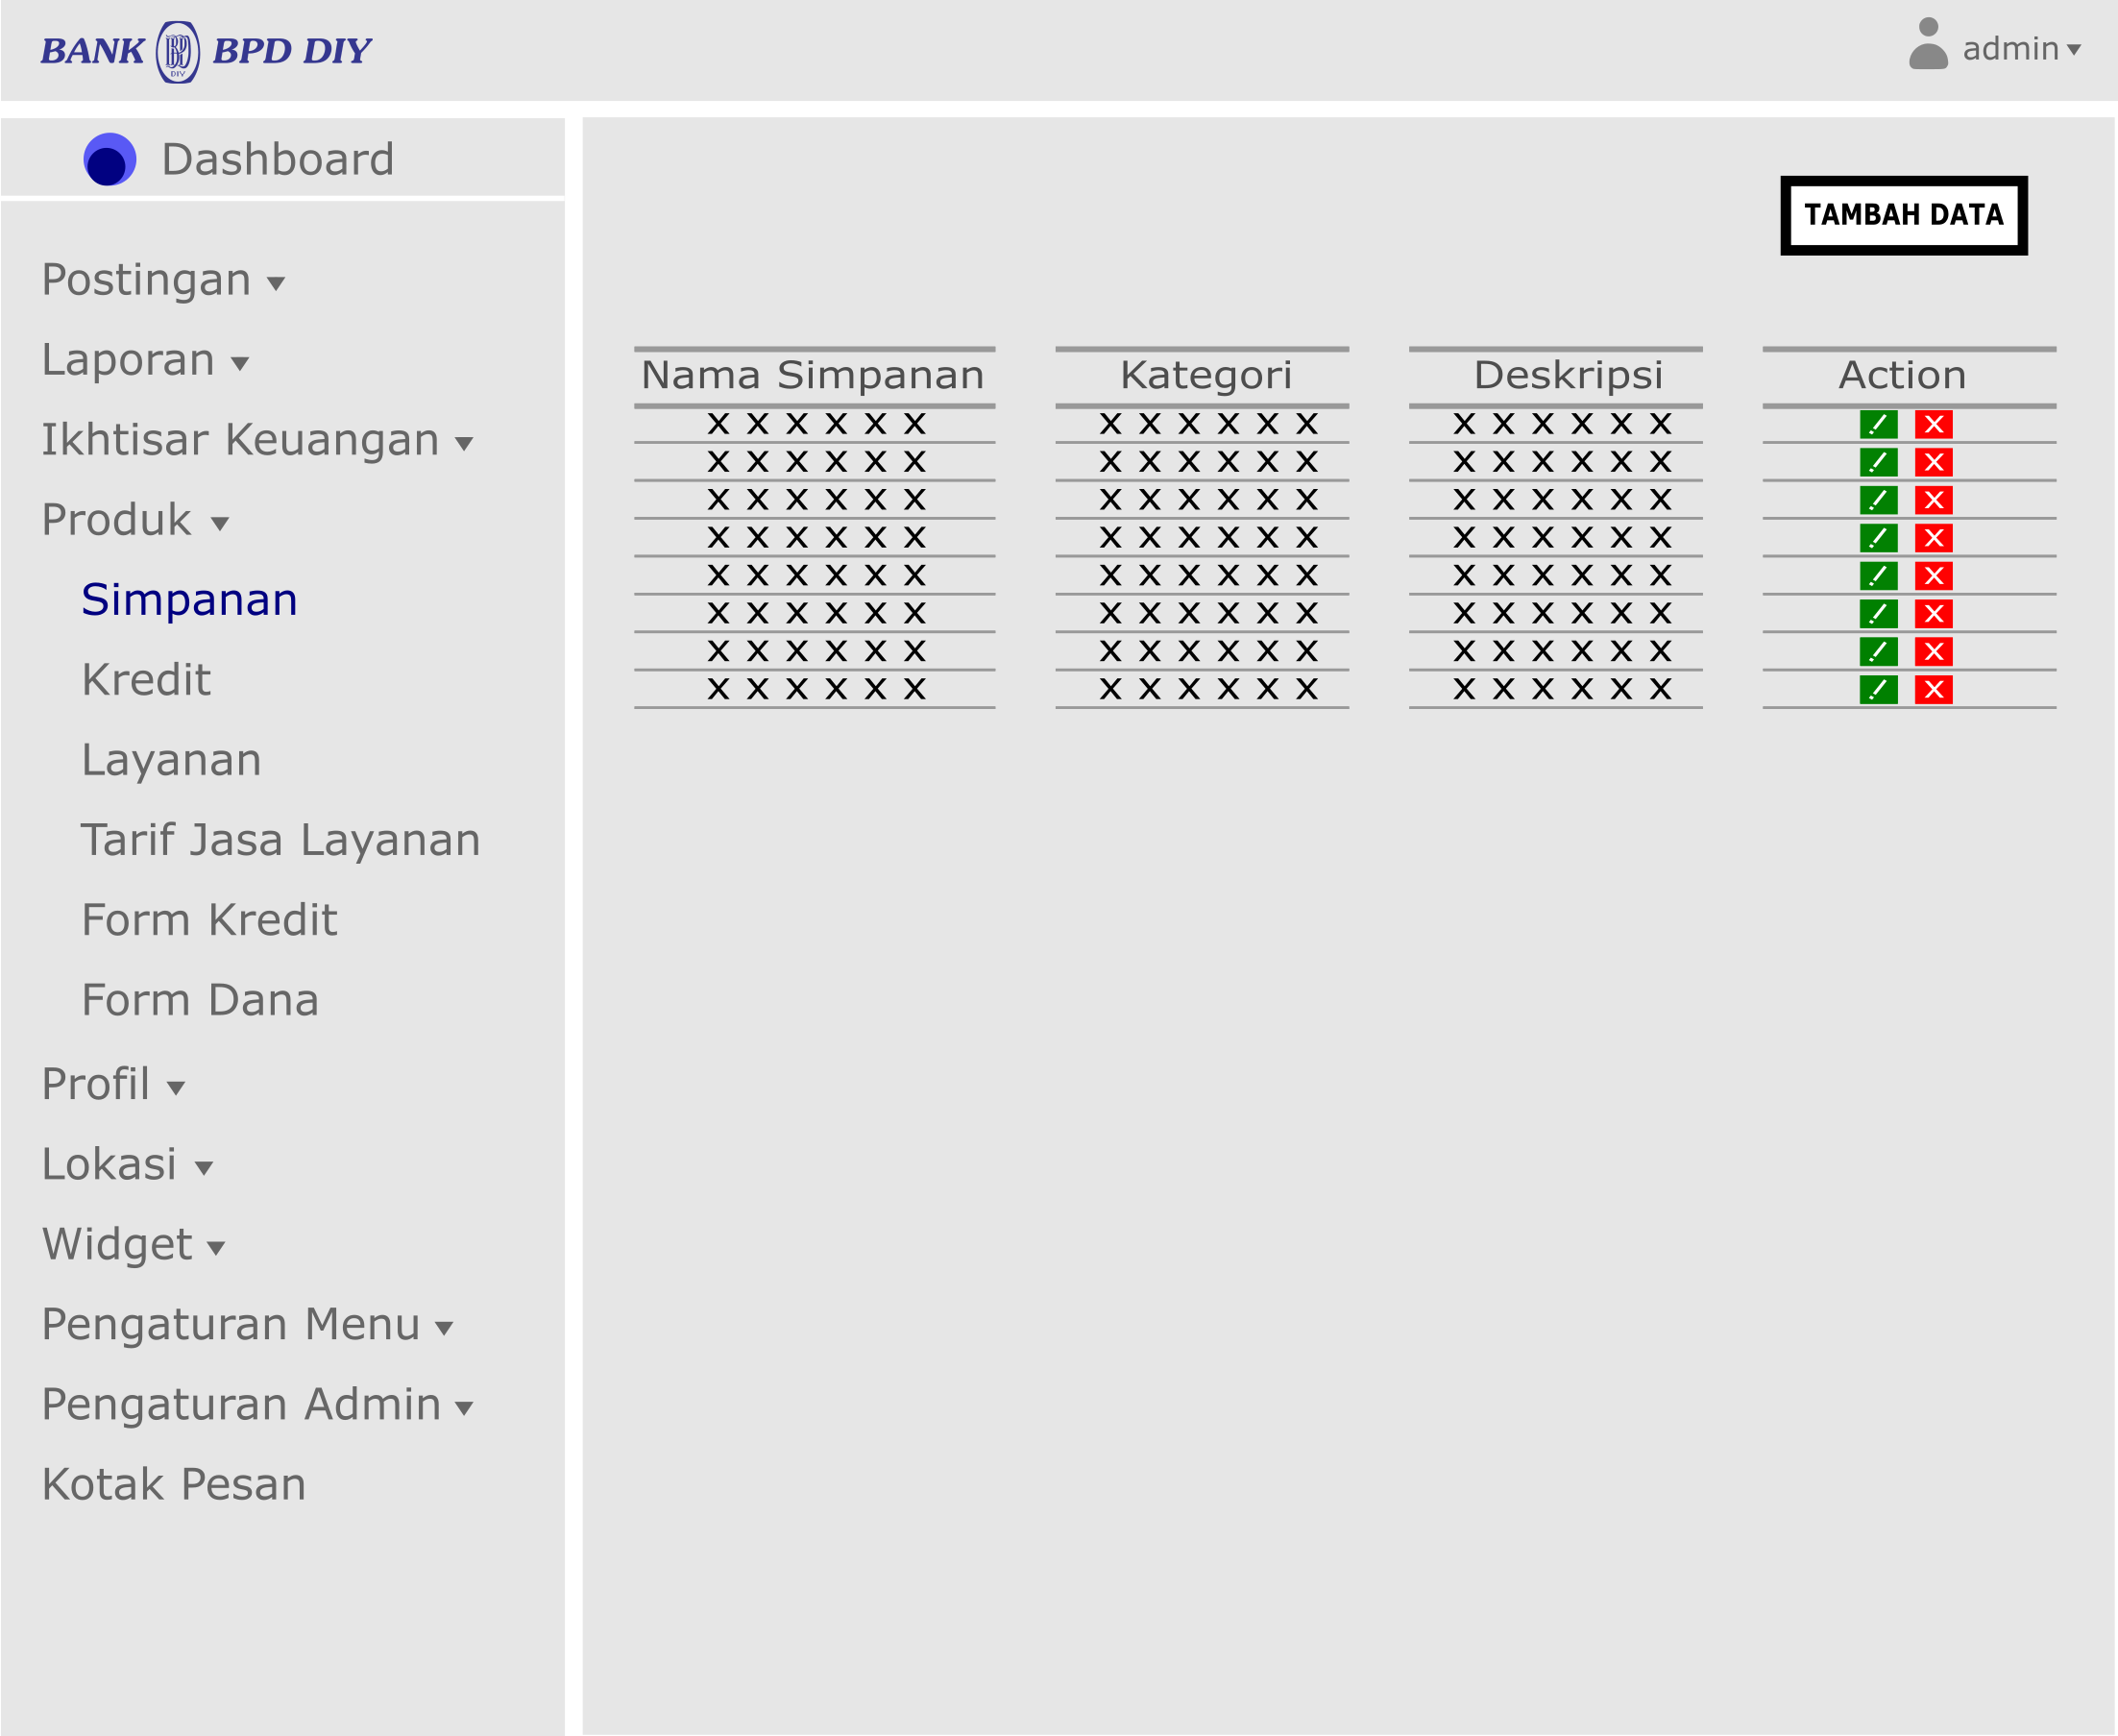 BANK BPD DIY
admin
Dashboard
TAMBAH DATA
Postingan
Laporan
Ikhtisar Keuangan
Produk
Simpanan
Kredit
Layanan
Tarif Jasa Layanan
Form Kredit
Form Dana
Profil
Lokasi
Widget
Pengaturan Menu
Pengaturan Admin
Kotak Pesan
Nama Simpanan Kategori Deskripsi Action
X X X X X X X X X X X X X X X X X X X
X X X X X X X X X X X X X X X X X X X
X X X X X X X X X X X X X X X X X X X
X X X X X X X X X X X X X X X X X X X
X X X X X X X X X X X X X X X X X X X
X X X X X X X X X X X X X X X X X X X
X X X X X X X X X X X X X X X X X X X
X X X X X X X X X X X X X X X X X X X